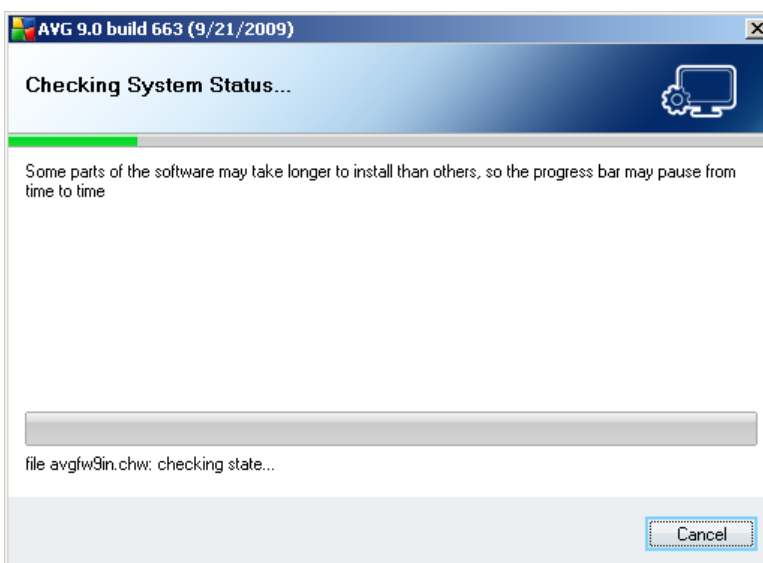 AVG 9.0 build 663 (9/21/2009)
Checking System Status...
Some parts of the software may take longer to install than others, so the progress bar may pause from
time to time
file avgfw9in.chw: checking state...
Cancel